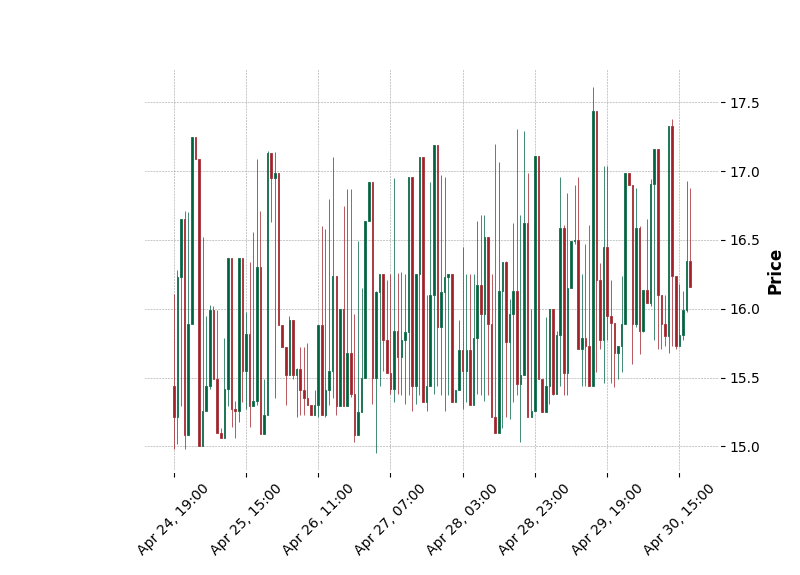 17.5
17.0
16.5
16.0
15.5
15.0
Price
Apr 24, 19:00
Apr 25, 15:00
Apr 26, 11:00
Apr 27, 07:00
Apr 28, 03:00
Apr 28, 23:00
Apr 29, 19:00
Apr 30, 15:00